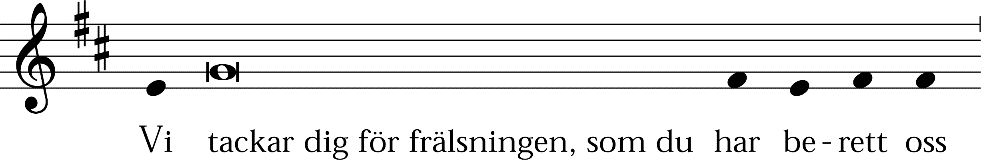 Vi tackar dig för frälsningen, som du har be-rett oss